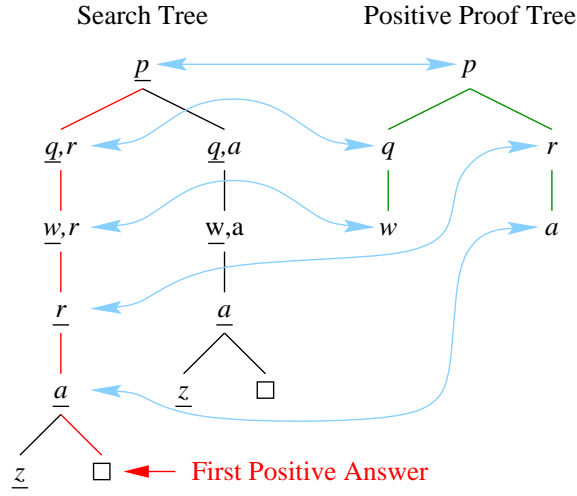 Search Tree Positive Proof Tree
p p
q,r q,a q r
w,r w,a w a
r a
a z □
z □ First Positive Answer